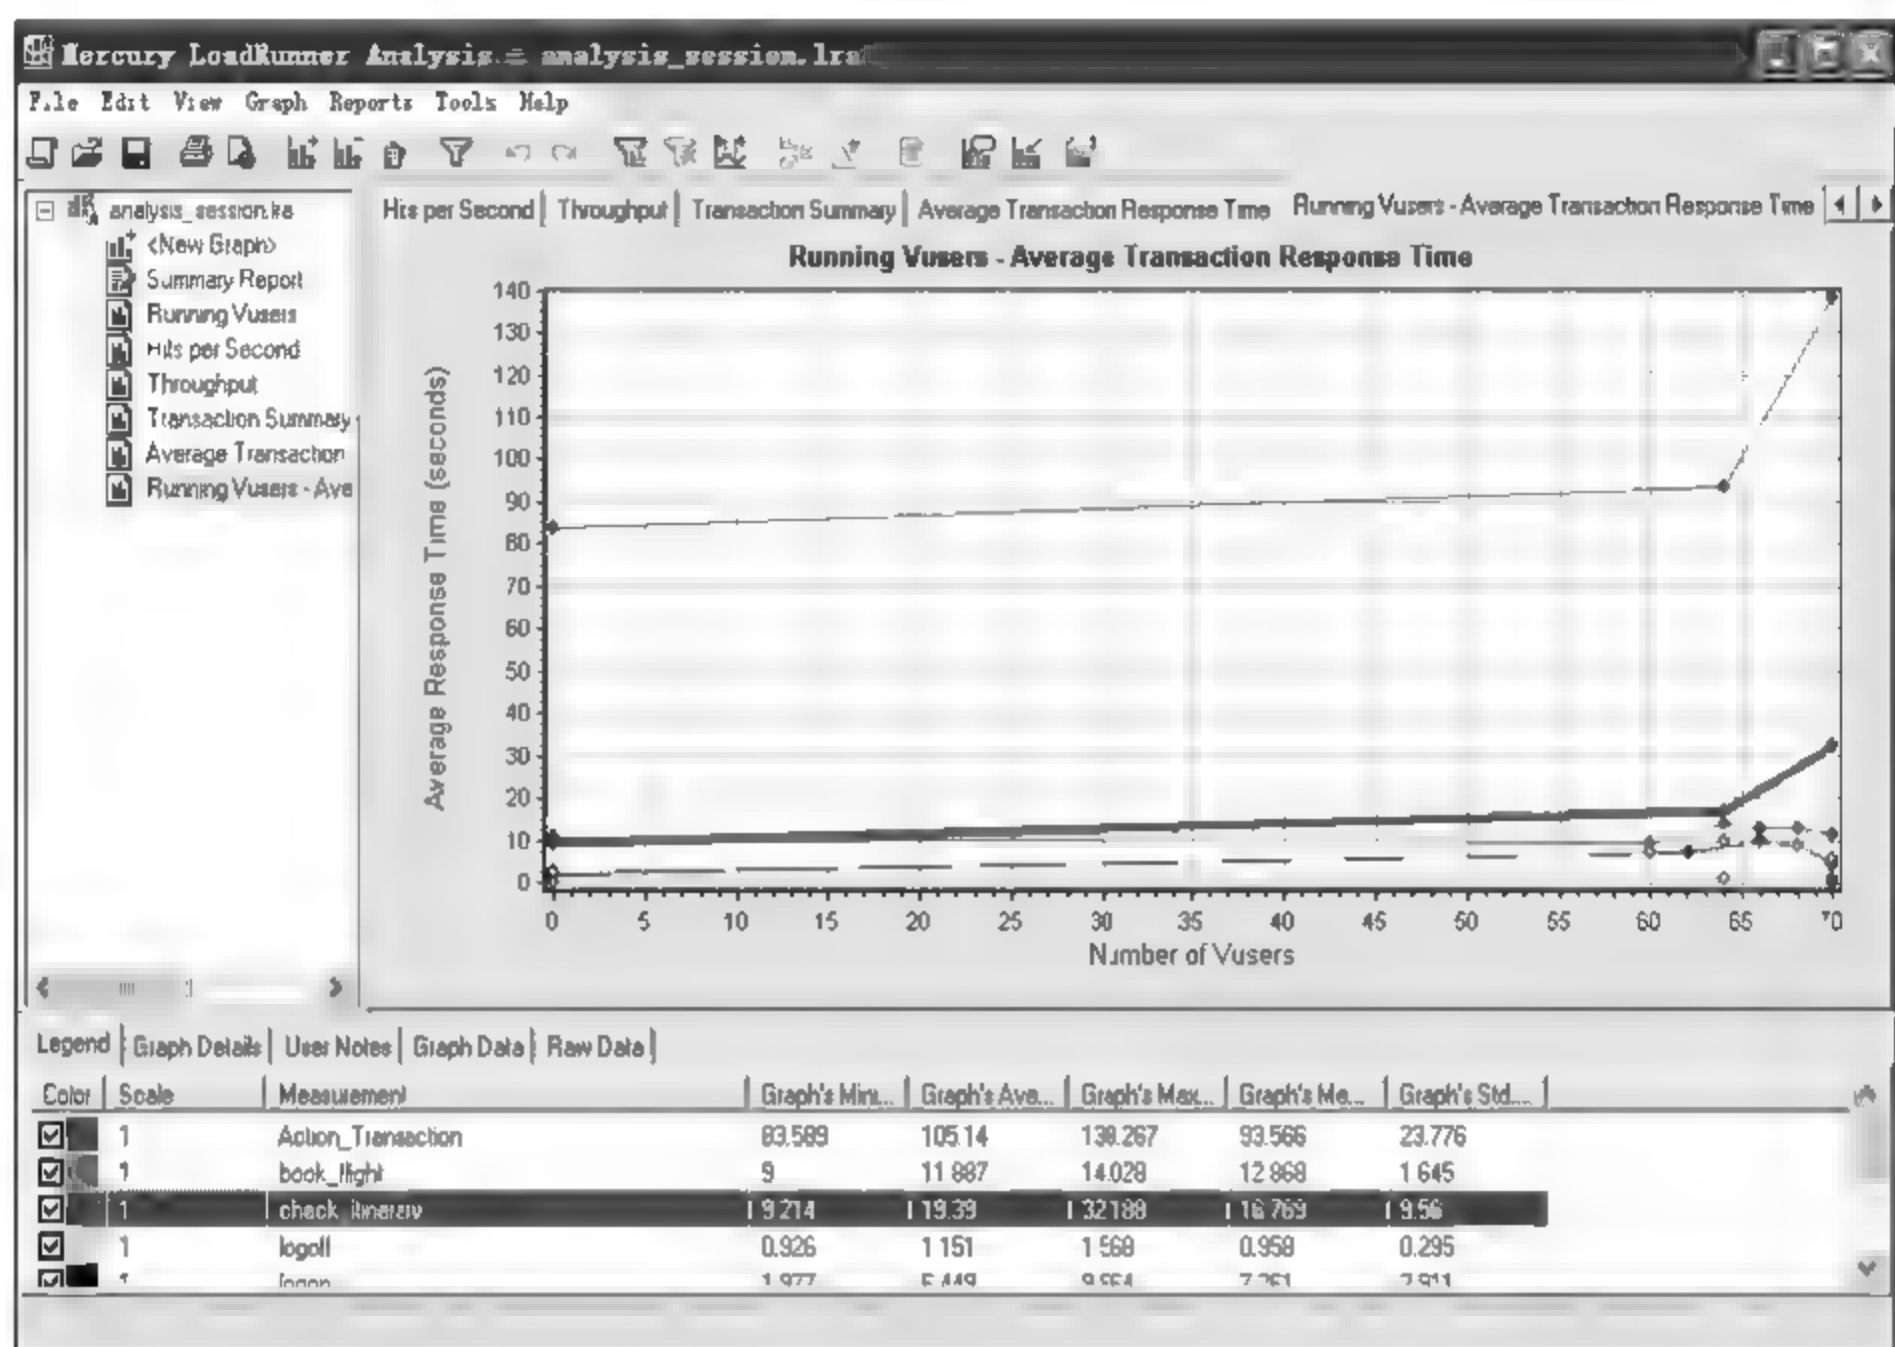 Mercury LoadRunner Analysis - analysis_session.lra
File Edit View Graph Reports Tools Help
analysis_session.lra
<New Graph>
Summary Report
Running Vusers
Hits per Second
Throughput
Transaction Summary
Average Transaction
Running Vusers - Ave
Hits per Second Throughput Transaction Summary Average Transaction Response Time Running Vusers - Average Transaction Response Time
Running Vusers - Average Transaction Response Time
Average Response Time (seconds)
140
130
120
110
100
90
80
70
60
50
40
30
20
10
0
0 5 10 15 20 25 30 35 40 45 50 55 60 65 70
Number of Vusers
Legend Graph Details User Notes Graph Data Raw Data
Color Scale Measurement Graph's Mini... Graph's Ave... Graph's Max... Graph's Me... Graph's Std....
1 Action_Transaction 83.589 105.14 138.267 93.566 23.776
1 book_flight 9 11.887 14.028 12.868 1.645
1 check_itinerary 9.214 19.39 32.188 16.769 9.56
1 logoff 0.926 1.151 1.568 0.958 0.295
1 logon 1.977